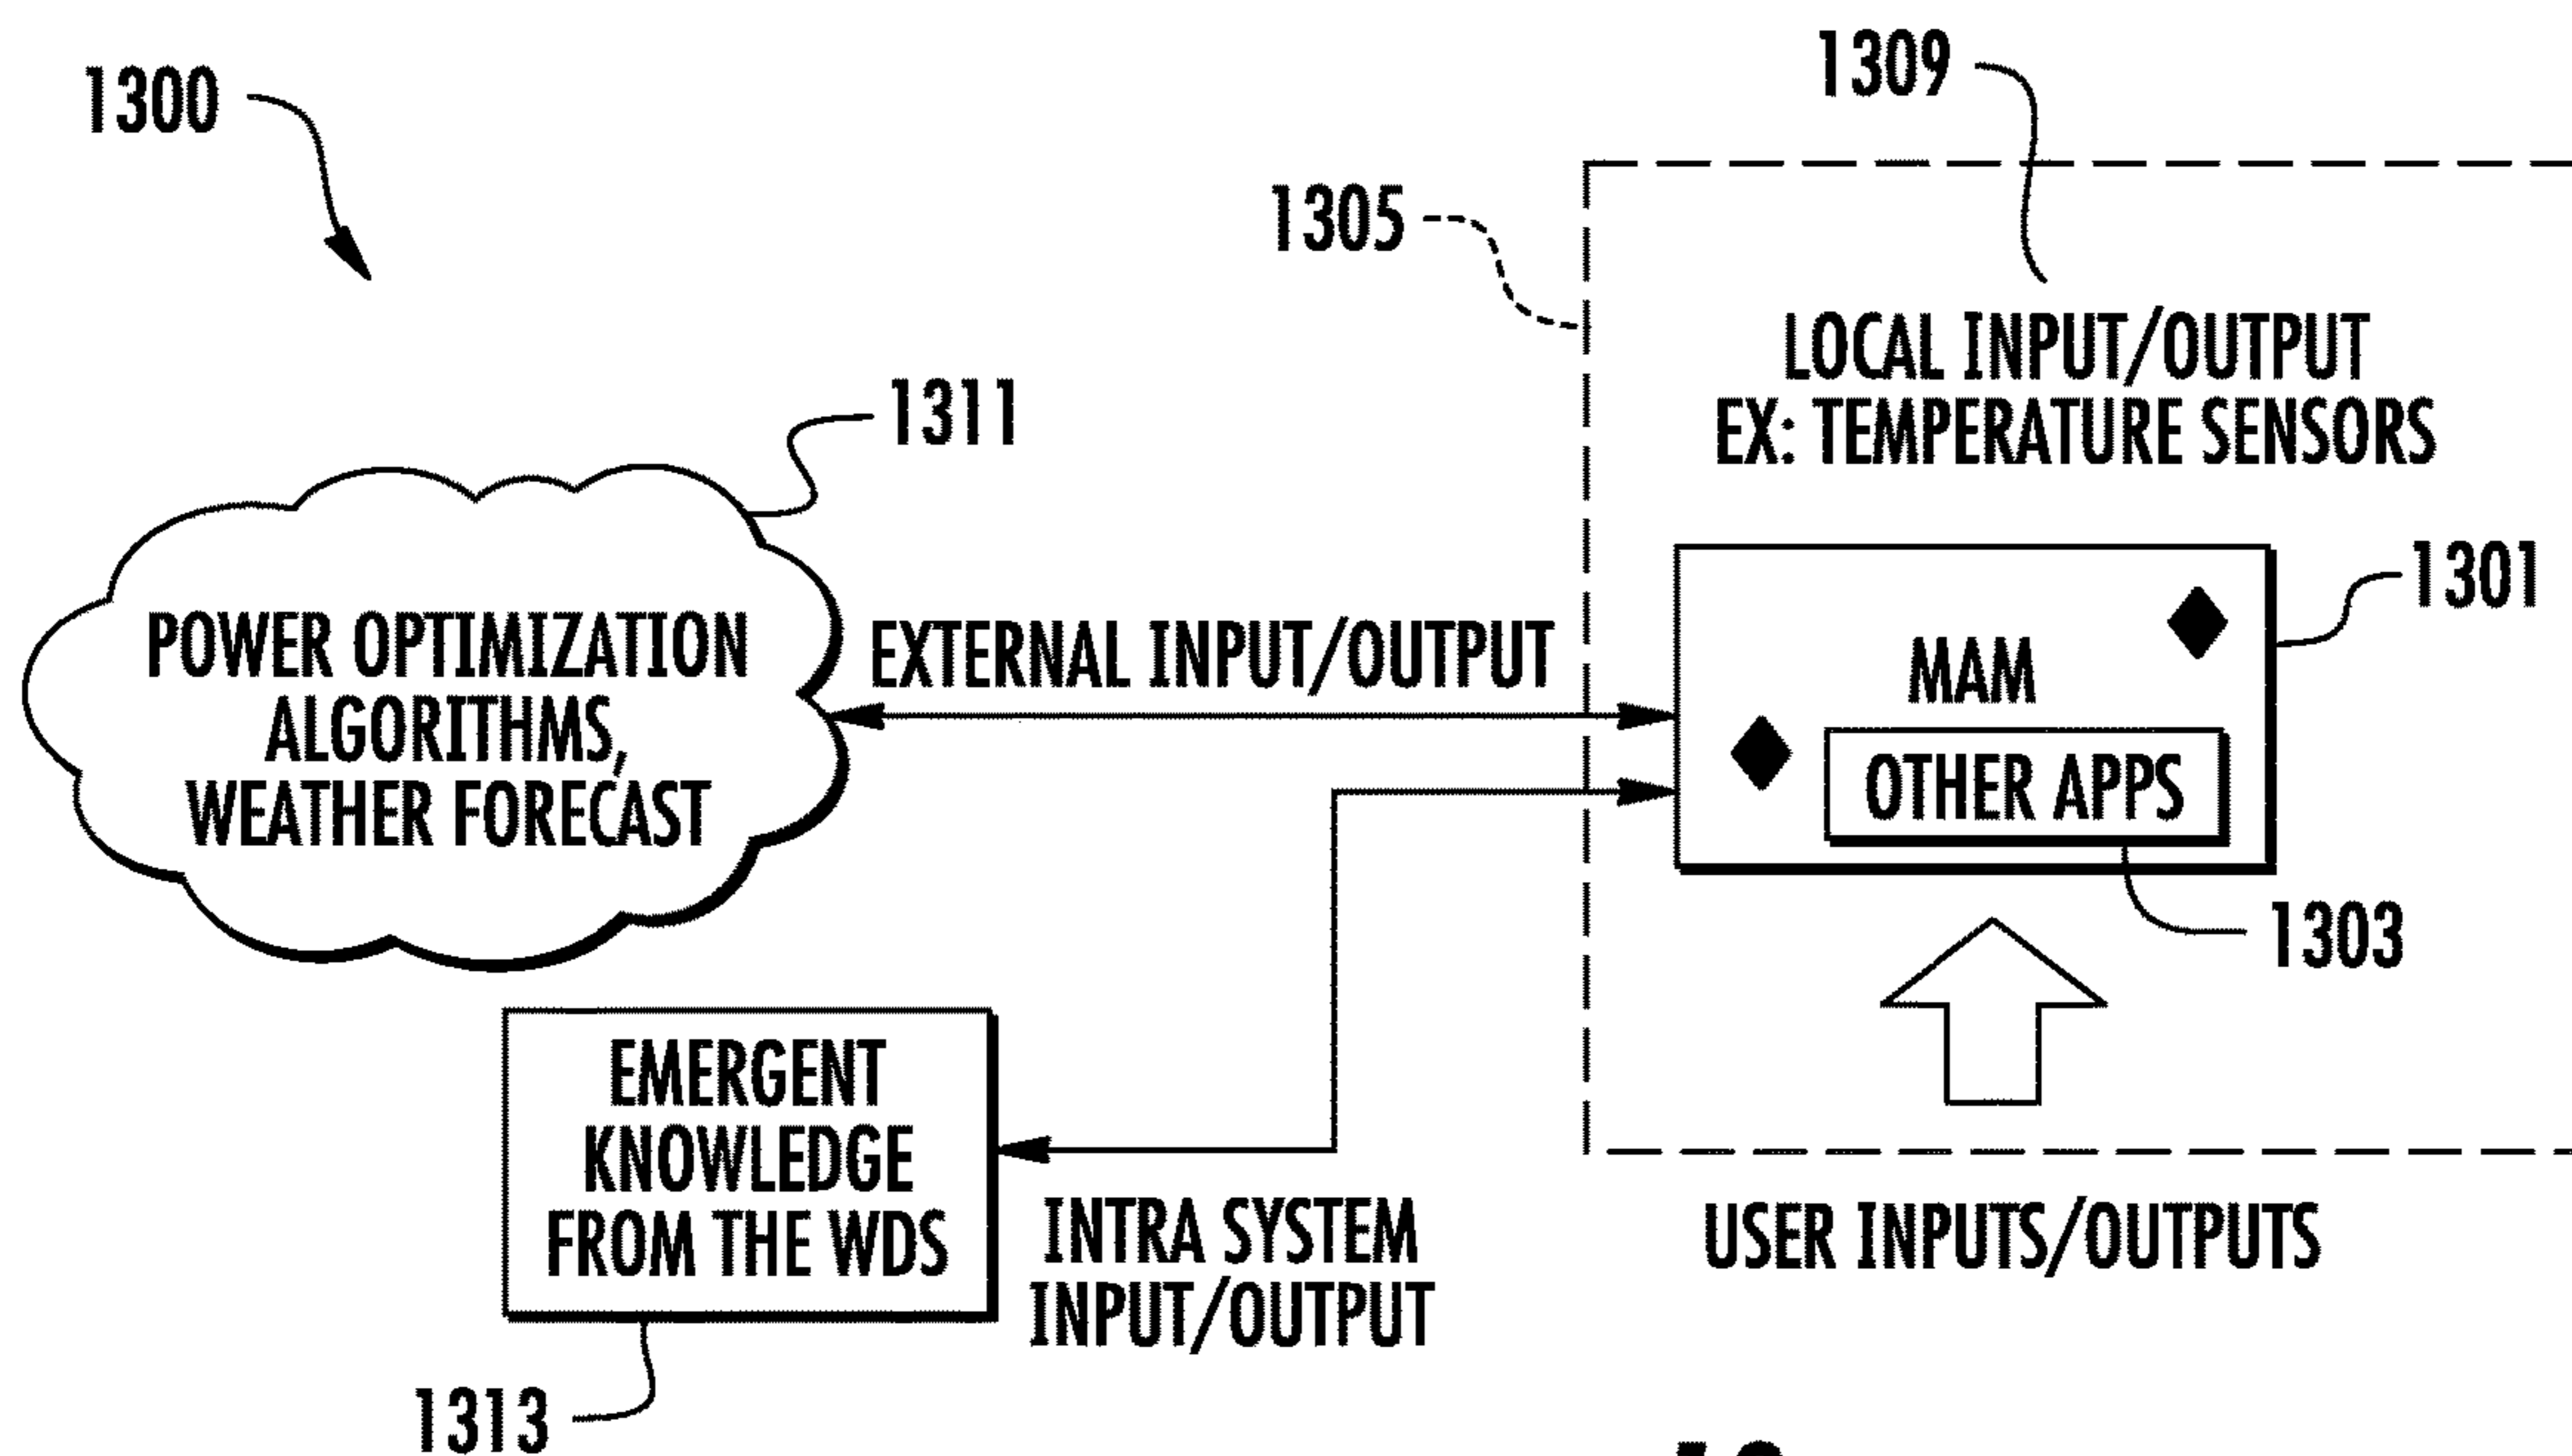 1300
1309
1305
LOCAL INPUT/OUTPUT
EX: TEMPERATURE SENSORS
1311
1301
POWER OPTIMIZATION
ALGORITHMS,
WEATHER FORECAST
EXTERNAL INPUT/OUTPUT
MAM
OTHER APPS
1303
EMERGENT
KNOWLEDGE
FROM THE WDS
INTRA SYSTEM
INPUT/OUTPUT
USER INPUTS/OUTPUTS
1313